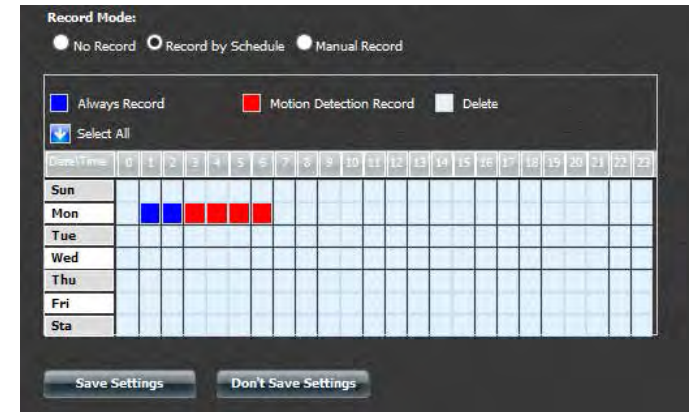 Record Mode:
No Record Record by Schedule Manual Record
Always Record Motion Detection Record Delete
Select All
Date\Time 0 1 2 3 4 5 6 7 8 9 10 11 12 13 14 15 16 17 18 19 20 21 22 23
Sun
Mon
Tue
Wed
Thu
Fri
Sta
Save Settings Don't Save Settings